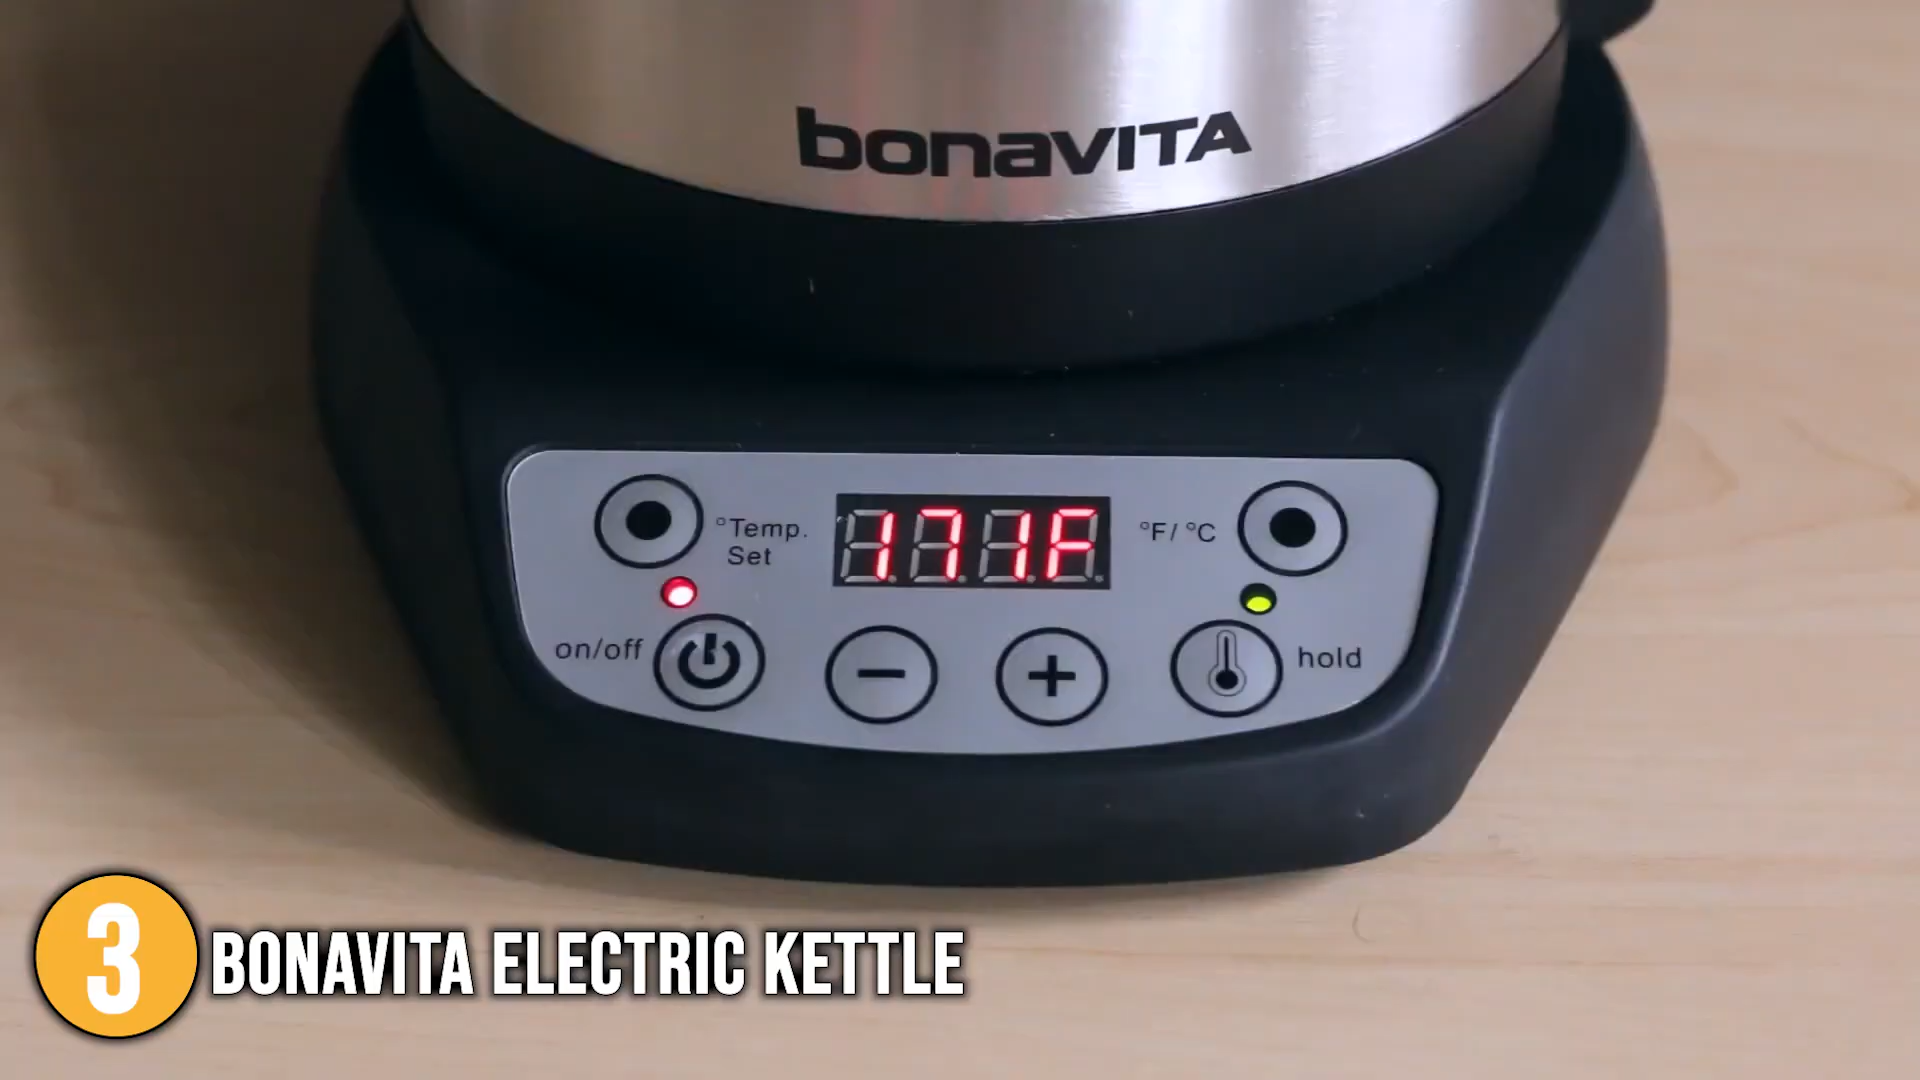 bonavITA
°Temp.
Set
171F
°F/ °C
on/off
hold
3
BONAVITA ELECTRIC KETTLE